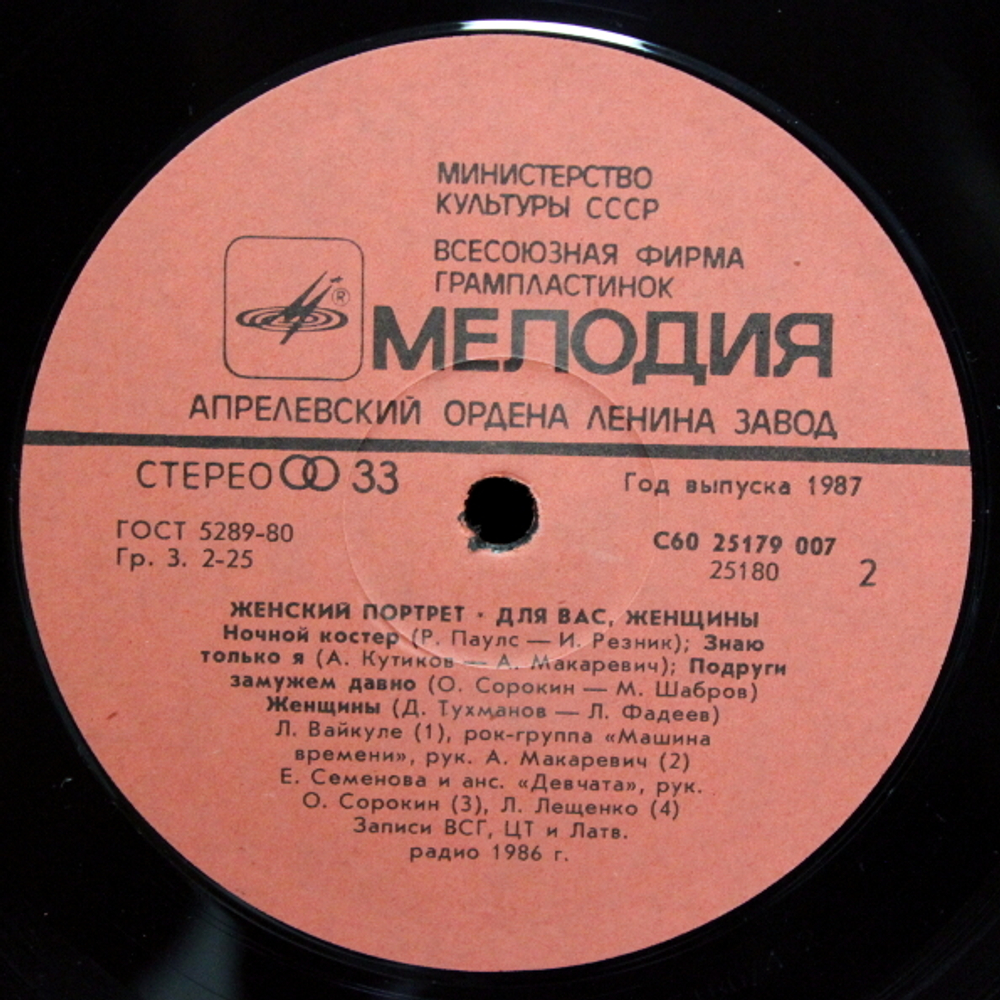 МИНИСТЕРСТВО
КУЛЬТУРЫ СССР
ВСЕСОЮЗНАЯ ФИРМА
ГРАМПЛАСТИНОК
®
МЕЛОДИЯ
АПРЕЛЕВСКИЙ ОРДЕНА ЛЕНИНА ЗАВОД
СТЕРЕО 33
Год выпуска 1987
ГОСТ 5289-80
Гр. 3. 2-25
С60 25179 007
25180
2
ЖЕНСКИЙ ПОРТРЕТ • ДЛЯ ВАС, ЖЕНЩИНЫ
Ночной костер (Р. Паулс — И. Резник); Знаю
только я (А. Кутиков — А. Макаревич); Подруги
замужем давно (О. Сорокин — М. Шабров)
Женщины (Д. Тухманов — Л. Фадеев)
Л. Вайкуле (1), рок-группа «Машина
времени», рук. А. Макаревич (2)
Е. Семенова и анс. «Девчата», рук.
О. Сорокин (3), Л. Лещенко (4)
Записи ВСГ, ЦТ и Латв.
радио 1986 г.